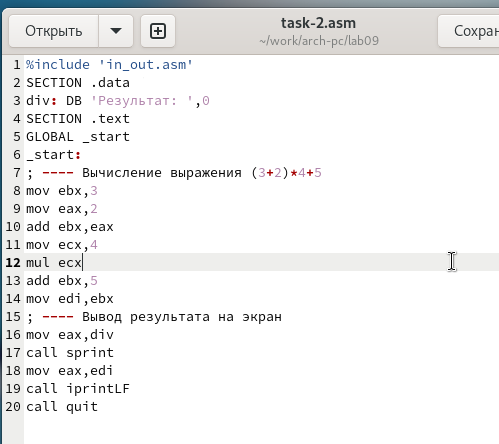 Открыть
task-2.asm
~/work/arch-pc/lab09
Сохран
1 %include 'in_out.asm'
2 SECTION .data
3 div: DB 'Результат: ',0
4 SECTION .text
5 GLOBAL _start
6 _start:
7 ; ---- Вычисление выражения (3+2)*4+5
8 mov ebx,3
9 mov eax,2
10 add ebx,eax
11 mov ecx,4
12 mul ecx
13 add ebx,5
14 mov edi,ebx
15 ; ---- Вывод результата на экран
16 mov eax,div
17 call sprint
18 mov eax,edi
19 call iprintLF
20 call quit